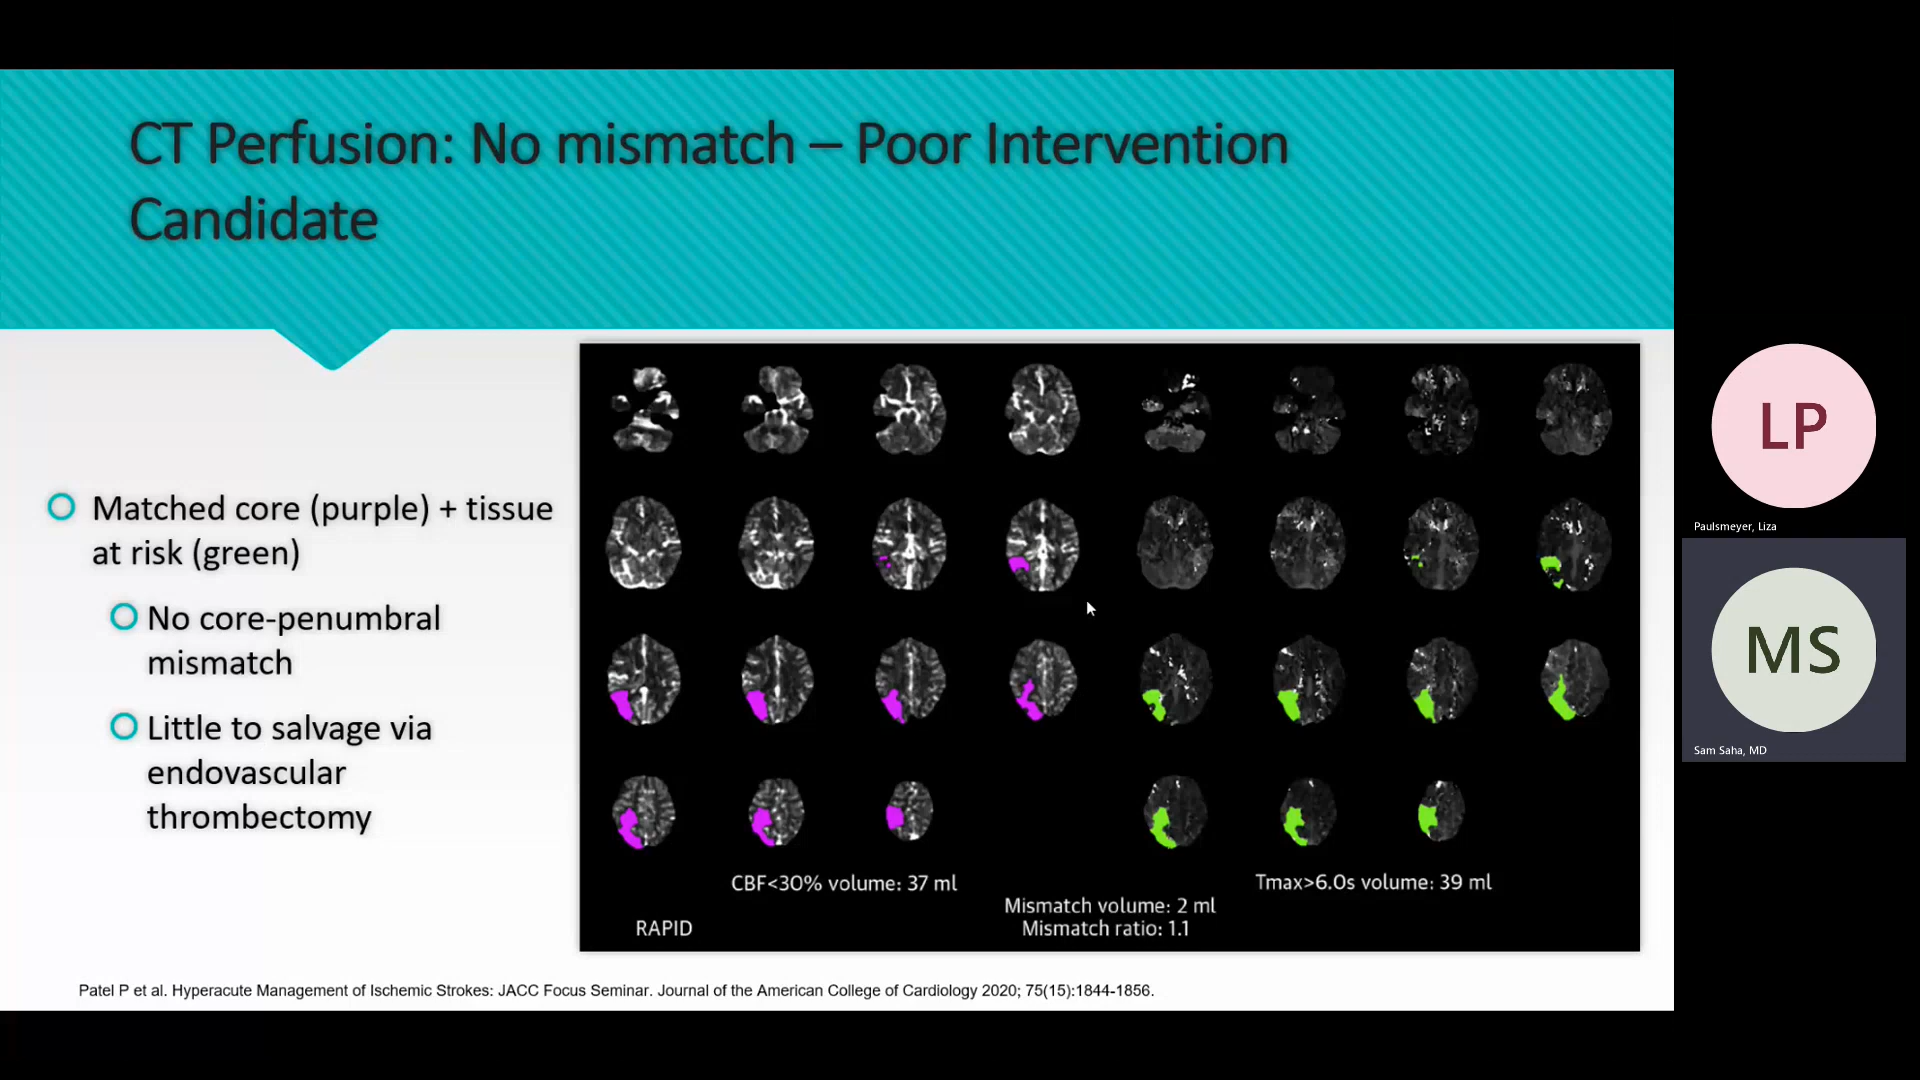 CT Perfusion: No mismatch – Poor Intervention
Candidate
Matched core (purple) + tissue
at risk (green)
No core-penumbral
mismatch
Little to salvage via
endovascular
thrombectomy
CBF<30% volume: 37 ml
Tmax>6.0s volume: 39 ml
Mismatch volume: 2 ml
Mismatch ratio: 1.1
RAPID
Patel P et al. Hyperacute Management of Ischemic Strokes: JACC Focus Seminar. Journal of the American College of Cardiology 2020; 75(15):1844-1856.
LP
Paulsmeyer, Liza
MS
Sam Saha, MD